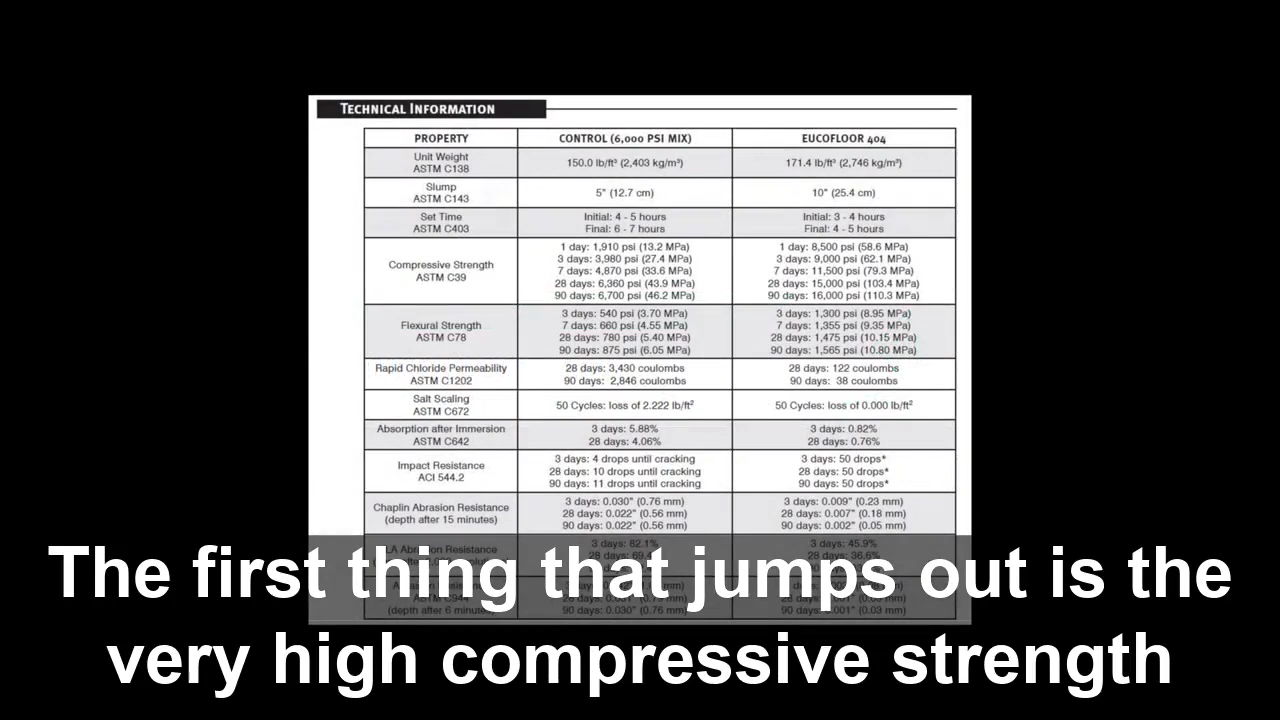 TECHNICAL INFORMATION
PROPERTY CONTROL (6,000 PSI MIX) EUCOFLOOR 404
Unit Weight
ASTM C138
150.0 lb/ft³ (2,403 kg/m³)
171.4 lb/ft³ (2,746 kg/m³)
Slump
ASTM C143
5" (12.7 cm)
10" (25.4 cm)
Set Time
ASTM C403
Initial: 4 - 5 hours
Final: 6 - 7 hours
Initial: 3 - 4 hours
Final: 4 - 5 hours
Compressive Strength
ASTM C39
1 day: 1,910 psi (13.2 MPa)
3 days: 3,980 psi (27.4 MPa)
7 days: 4,870 psi (33.6 MPa)
28 days: 6,360 psi (43.9 MPa)
90 days: 6,700 psi (46.2 MPa)
1 day: 8,500 psi (58.6 MPa)
3 days: 9,000 psi (62.1 MPa)
7 days: 11,500 psi (79.3 MPa)
28 days: 15,000 psi (103.4 MPa)
90 days: 16,000 psi (110.3 MPa)
Flexural Strength
ASTM C78
3 days: 540 psi (3.70 MPa)
7 days: 660 psi (4.55 MPa)
28 days: 780 psi (5.40 MPa)
90 days: 875 psi (6.05 MPa)
3 days: 1,300 psi (8.95 MPa)
7 days: 1,355 psi (9.35 MPa)
28 days: 1,475 psi (10.15 MPa)
90 days: 1,565 psi (10.80 MPa)
Rapid Chloride Permeability
ASTM C1202
28 days: 3,430 coulombs
90 days: 2,846 coulombs
28 days: 122 coulombs
90 days: 38 coulombs
Salt Scaling
ASTM C672
50 Cycles: loss of 2.222 lb/ft²
50 Cycles: loss of 0.000 lb/ft²
Absorption after Immersion
ASTM C642
3 days: 5.88%
28 days: 4.06%
3 days: 0.82%
28 days: 0.76%
Impact Resistance
ACI 544.2
3 days: 4 drops until cracking
28 days: 10 drops until cracking
90 days: 11 drops until cracking
3 days: 50 drops*
28 days: 50 drops*
90 days: 50 drops*
Chaplin Abrasion Resistance
(depth after 15 minutes)
3 days: 0.030" (0.76 mm)
28 days: 0.022" (0.56 mm)
90 days: 0.022" (0.56 mm)
3 days: 0.009" (0.23 mm)
28 days: 0.007" (0.18 mm)
90 days: 0.002" (0.05 mm)
LA Abrasion Resistance
3 days: 82.1%
3 days: 45.9%
28 days: 36.6%
(depth after 6 minutes)
90 days: 0.030" (0.76 mm)
90 days: 0.001" (0.03 mm)
The first thing that jumps out is the
very high compressive strength